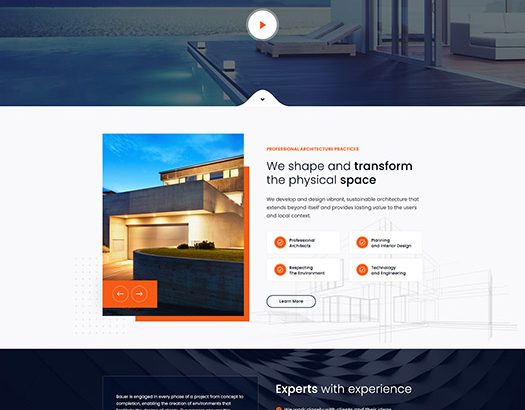 PROFESSIONAL ARCHITECTURE PRACTICES
We shape and transform
the physical space
We develop and design vibrant, sustainable architecture that
extends beyond itself and provides lasting value to the users
and local context.
Professional
Architects
Planning
and Interior Design
Respecting
The Environment
Technology
and Engineering
Learn More
Bauen is engaged in every phase of a project from concept to
completion, enabling the creation of environments that
Experts with experience
We work closely with clients and their ideas